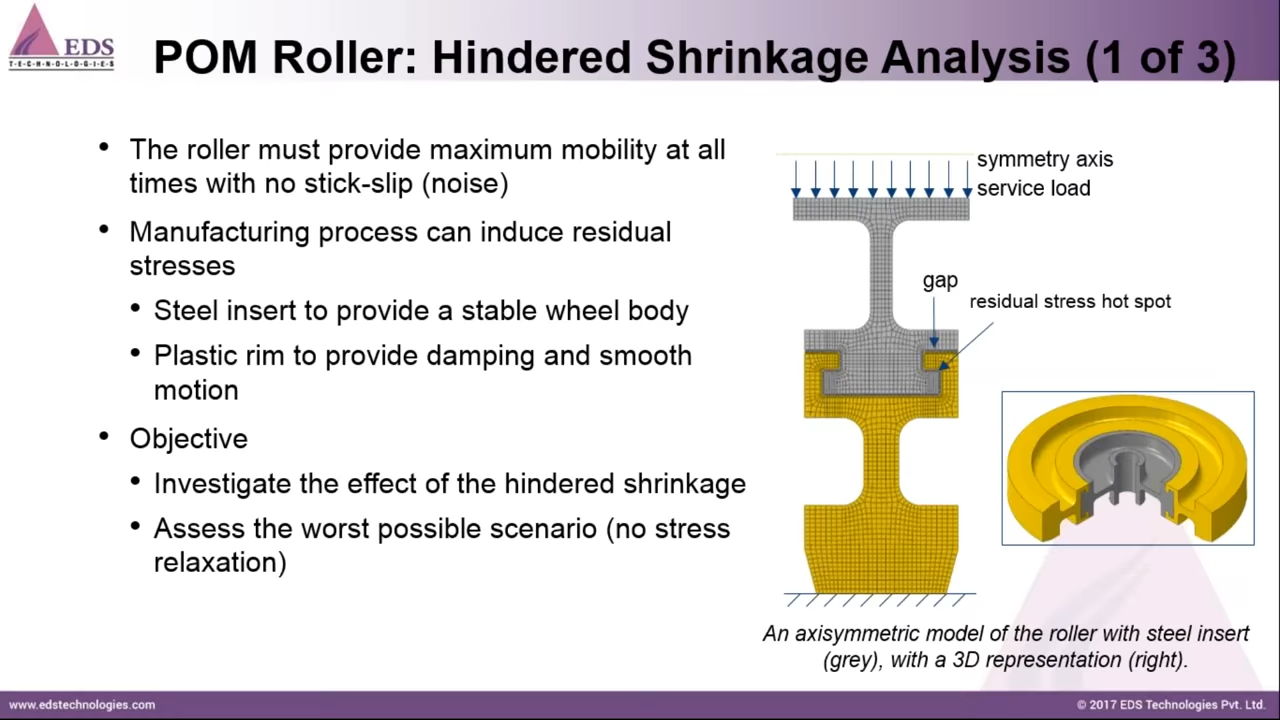 EDS
TECHNOLOGIES
POM Roller: Hindered Shrinkage Analysis (1 of 3)
• The roller must provide maximum mobility at all
times with no stick-slip (noise)
• Manufacturing process can induce residual
stresses
• Steel insert to provide a stable wheel body
• Plastic rim to provide damping and smooth
motion
• Objective
• Investigate the effect of the hindered shrinkage
• Assess the worst possible scenario (no stress
relaxation)
symmetry axis
service load
gap
residual stress hot spot
An axisymmetric model of the roller with steel insert
(grey), with a 3D representation (right).
www.edstechnologies.com
© 2017 EDS Technologies Pvt. Ltd.